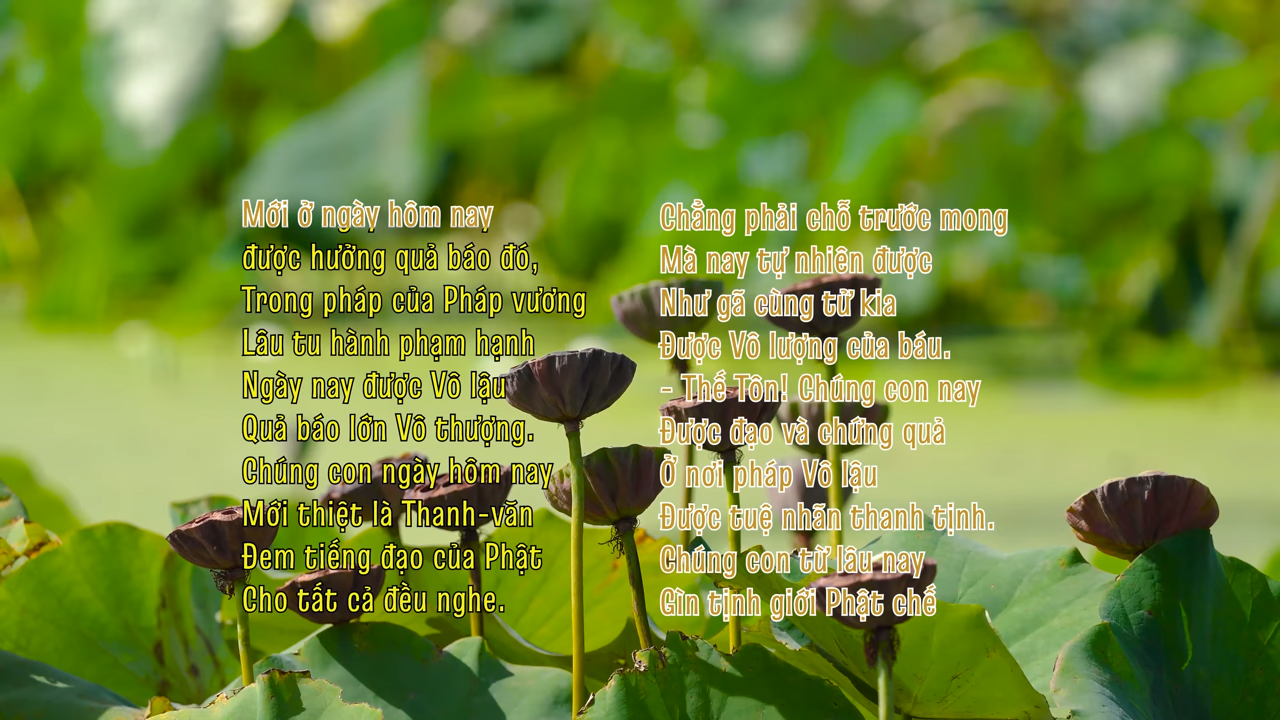 Mới ở ngày hôm nay
được hưởng quả báo đó,
Trong pháp của Pháp vương
Lâu tu hành phạm hạnh
Ngày nay được Vô lậu
Quả báo lớn Vô thượng.
Chúng con ngày hôm nay
Mới thiệt là Thanh-văn
Đem tiếng đạo của Phật
Cho tất cả đều nghe.
Chẳng phải chỗ trước mong
Mà nay tự nhiên được
Như gã cùng tử kia
Được Vô lượng của báu.
- Thế Tôn! Chúng con nay
Được đạo và chứng quả
Ở nơi pháp Vô lậu
Được tuệ nhãn thanh tịnh.
Chúng con từ lâu nay
Gìn tịnh giới Phật chế